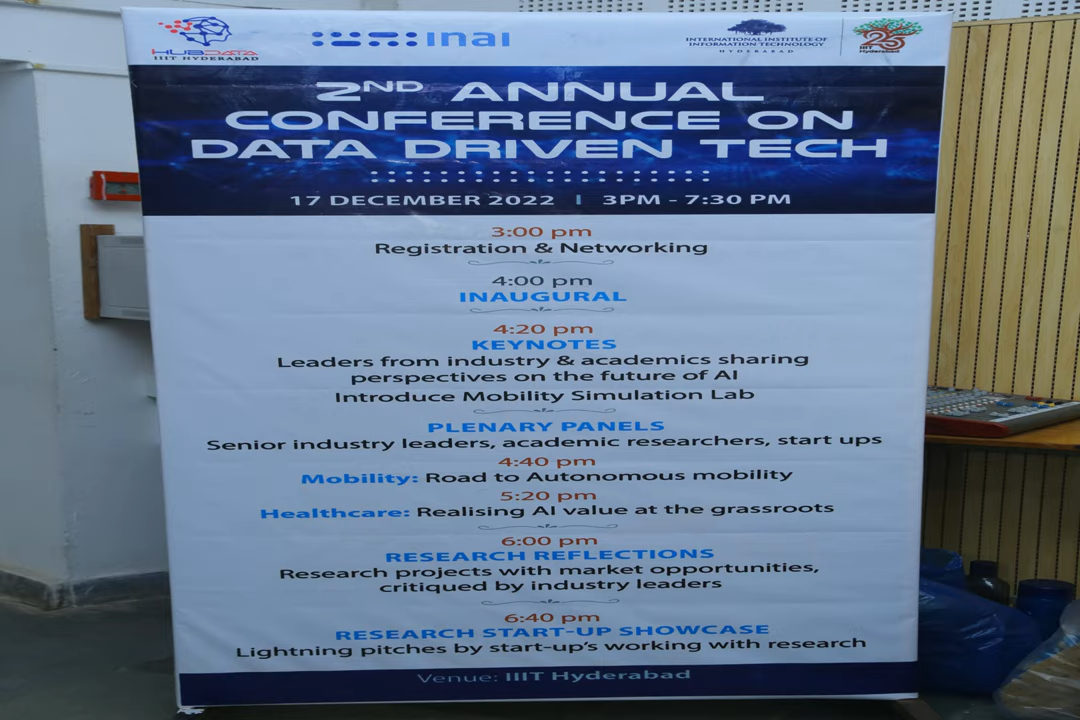 HUBDATA
IIIT HYDERABAD
inai
INTERNATIONAL INSTITUTE OF
INFORMATION TECHNOLOGY
HYDERABAD
25
IIIT
Hyderabad
2ND ANNUAL
CONFERENCE ON
DATA DRIVEN TECH
17 DECEMBER 2022 | 3PM - 7:30 PM
3:00 pm
Registration & Networking
4:00 pm
INAUGURAL
4:20 pm
KEYNOTES
Leaders from industry & academics sharing
perspectives on the future of AI
Introduce Mobility Simulation Lab
PLENARY PANELS
Senior industry leaders, academic researchers, start ups
4:40 pm
Mobility: Road to Autonomous mobility
5:20 pm
Healthcare: Realising AI value at the grassroots
6:00 pm
RESEARCH REFLECTIONS
Research projects with market opportunities,
critiqued by industry leaders
6:40 pm
RESEARCH START-UP SHOWCASE
Lightning pitches by start-up's working with research
Venue: IIIT Hyderabad